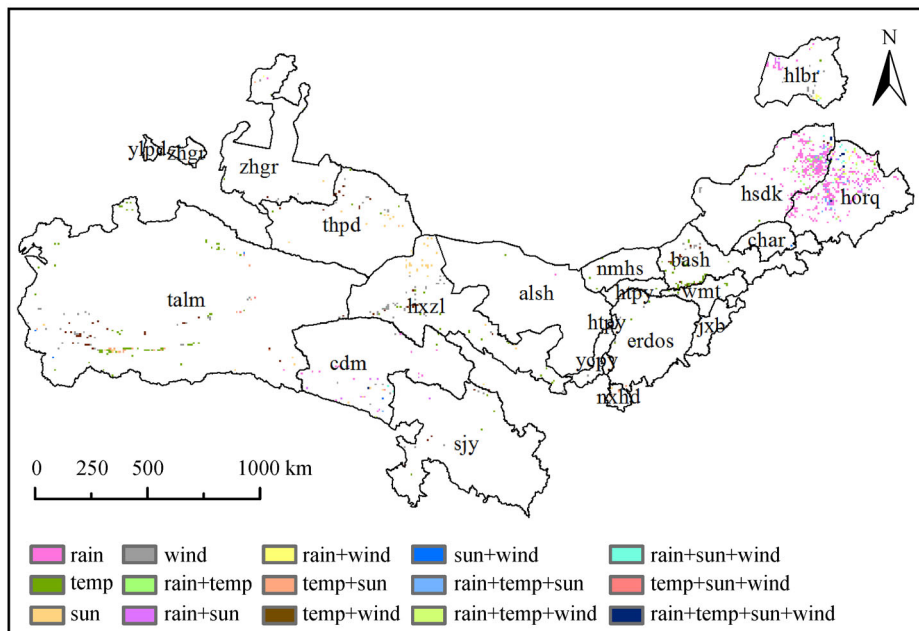 N
hlbr
ylpd zhgr
zhgr
hsdk
horq
thpd
char
bash
nmhs
talm
hxzl
alsh
htpy
wmt
htpy
erdos
jxb
cdm
ycpy
nxhd
sjy
0 250 500 1000 km
rain wind rain+wind sun+wind rain+sun+wind
temp rain+temp temp+sun rain+temp+sun temp+sun+wind
sun rain+sun temp+wind rain+temp+wind rain+temp+sun+wind